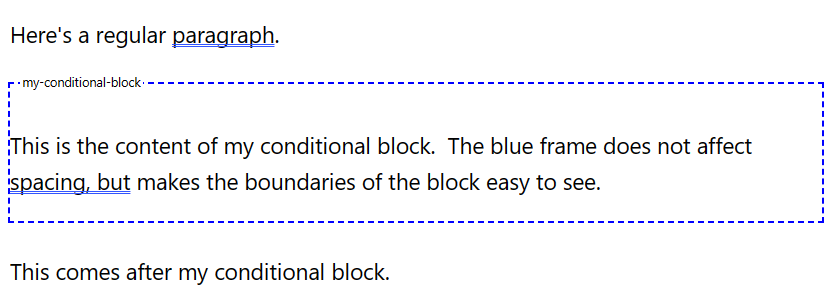 Here's a regular paragraph.
my-conditional-block
This is the content of my conditional block.  The blue frame does not affect
spacing, but makes the boundaries of the block easy to see.
This comes after my conditional block.